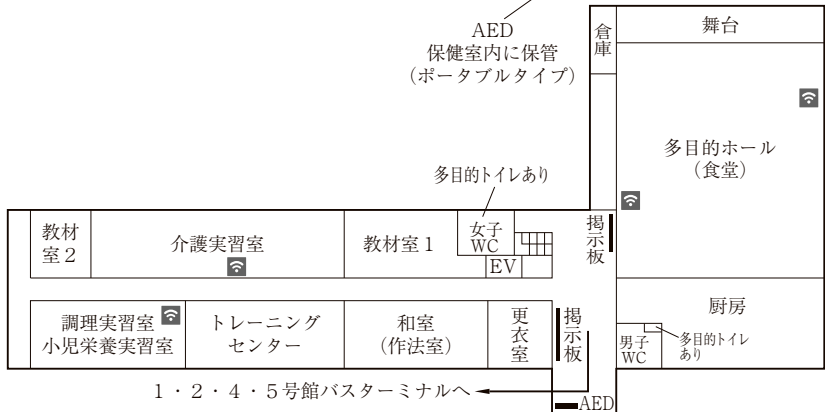 AED
保健室内に保管
（ポータブルタイプ）
倉庫
舞台
多目的ホール
（食堂）
多目的トイレあり
教材
室２
介護実習室
教材室１
女子
WC
EV
掲示板
調理実習室
小児栄養実習室
トレーニング
センター
和室
（作法室）
更衣室
掲示板
厨房
男子
WC
多目的トイレ
あり
１・２・４・５号館バスターミナルへ
AED